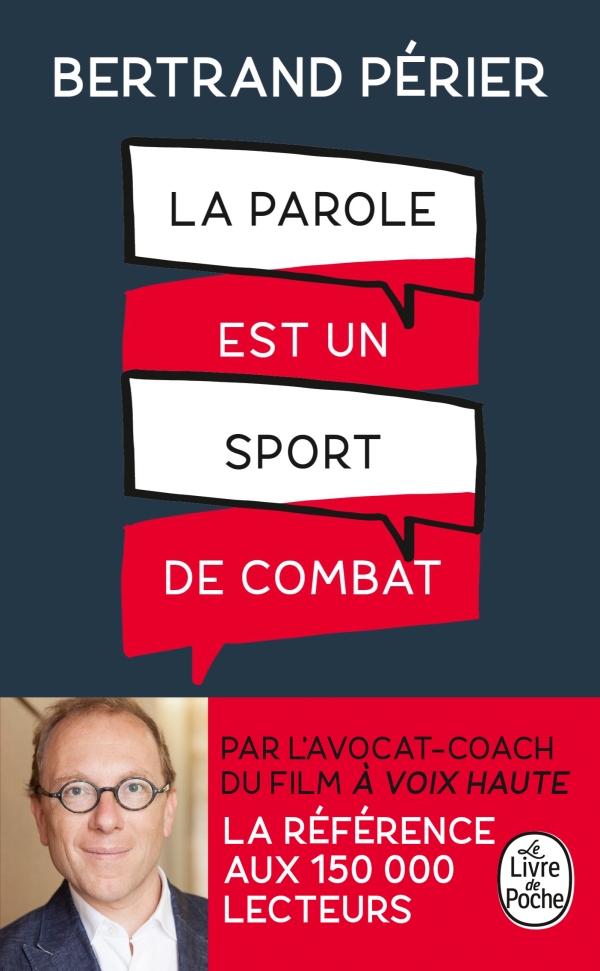 BERTRAND PÉRIER
LA PAROLE
EST UN
SPORT
DE COMBAT
PAR L'AVOCAT-COACH
DU FILM À VOIX HAUTE
LA RÉFÉRENCE
AUX 150 000
LECTEURS
Le
Livre
de
Poche